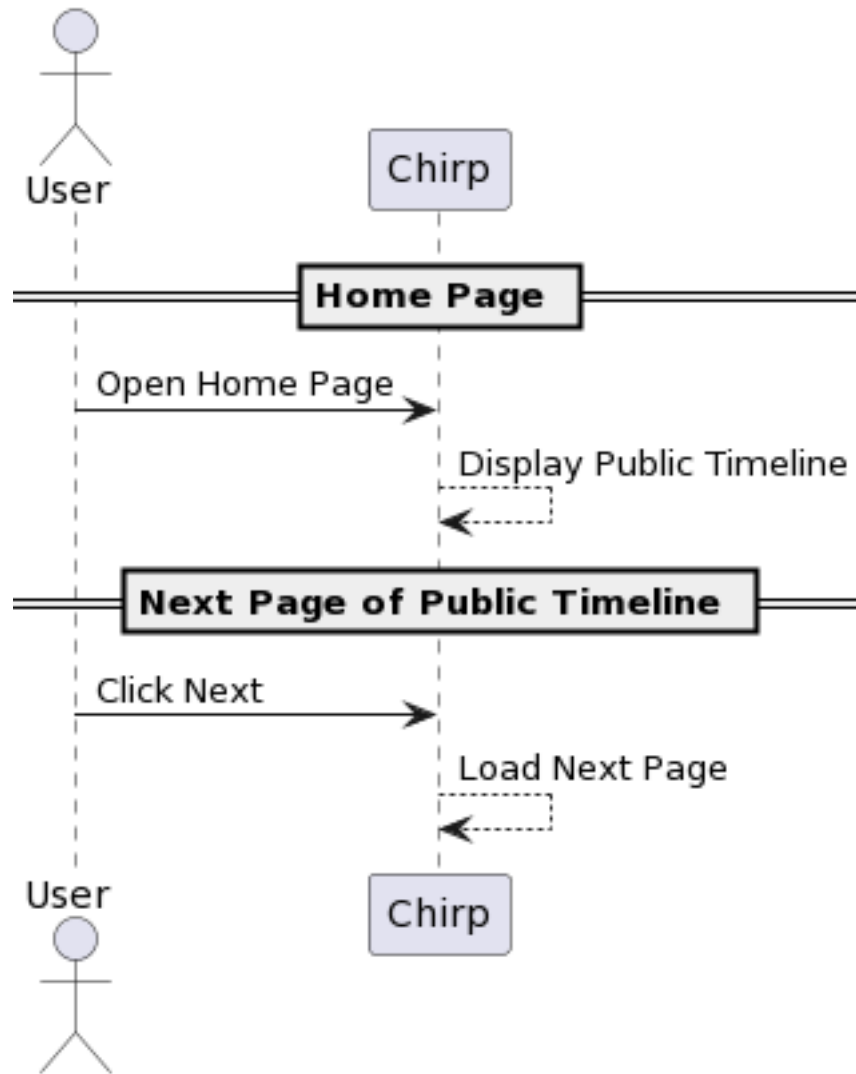 User
Chirp
Home Page
Open Home Page
Display Public Timeline
Next Page of Public Timeline
Click Next
Load Next Page
User
Chirp